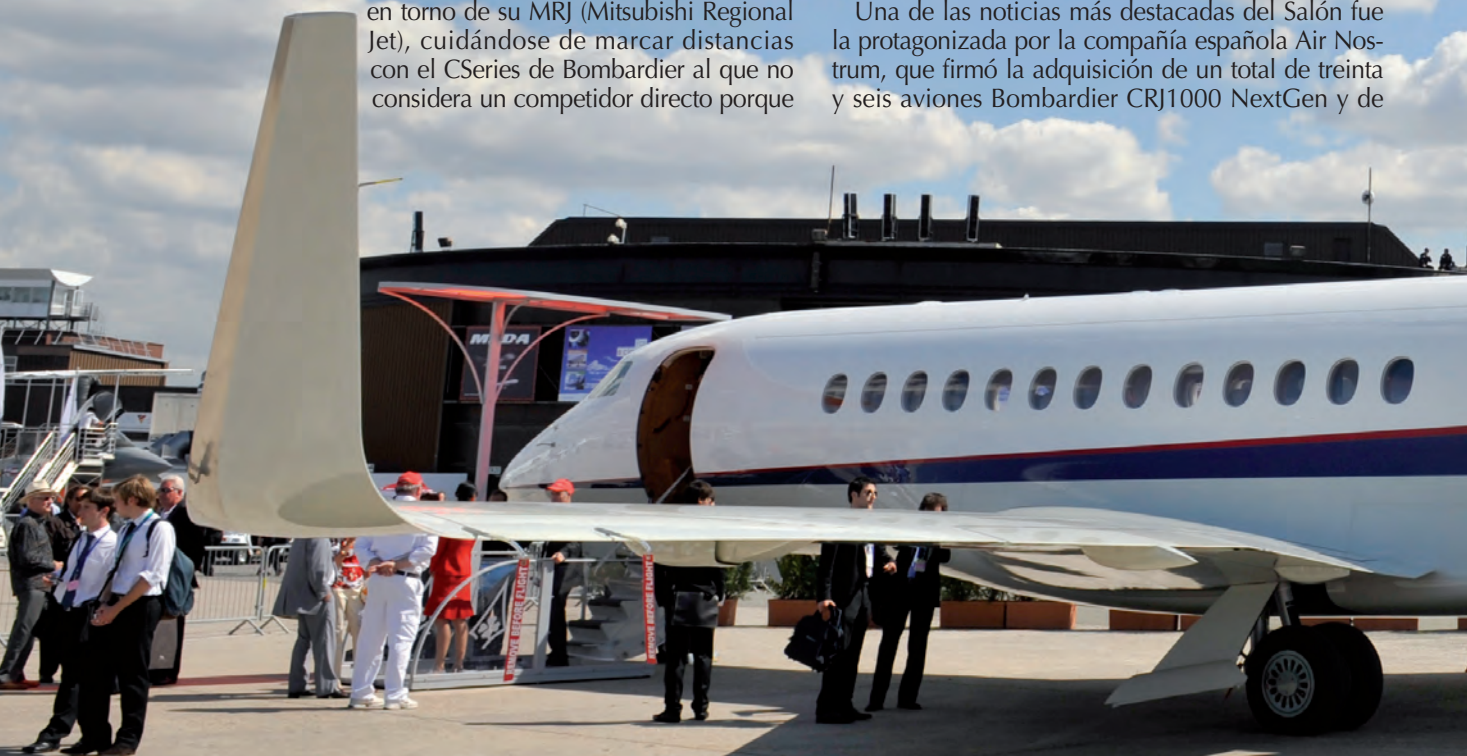 en torno de su MRJ (Mitsubishi Regional
Jet), cuidándose de marcar distancias
con el CSeries de Bombardier al que no
considera un competidor directo porque
Una de las noticias más destacadas del Salón fue
la protagonizada por la compañía española Air Nos-
trum, que firmó la adquisición de un total de treinta
y seis aviones Bombardier CRJ1000 NextGen y de
REMOVE BEFORE FLIGHT
REMOVE BEFORE FLIGHT